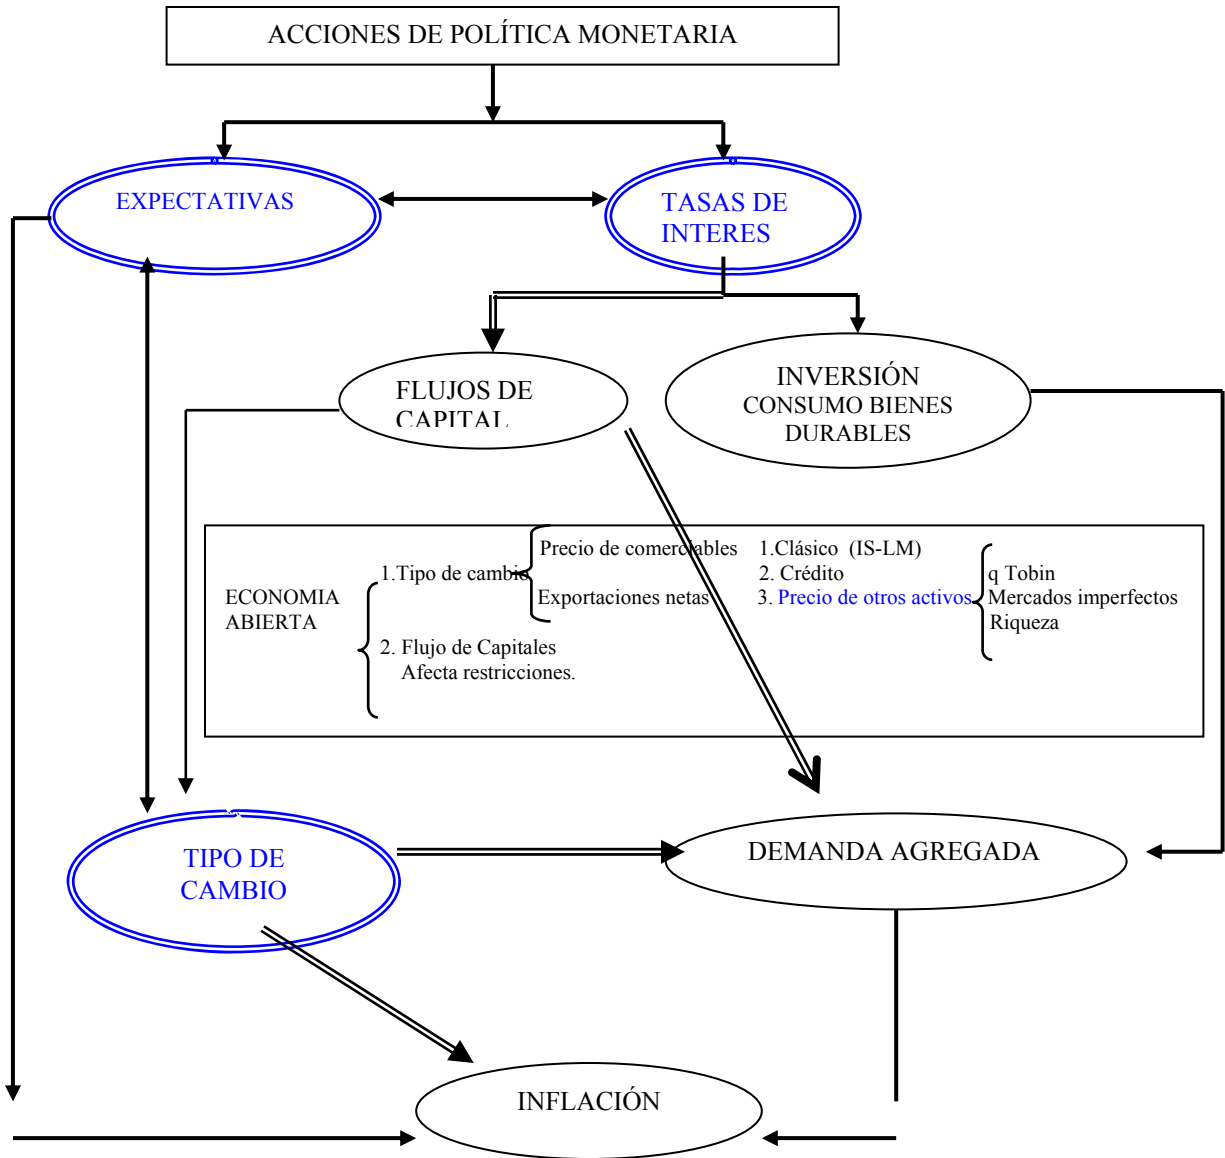 ACCIONES DE POLÍTICA MONETARIA
EXPECTATIVAS
TASAS DE
INTERES
FLUJOS DE
CAPITAL
INVERSIÓN
CONSUMO BIENES
DURABLES
ECONOMIA
ABIERTA
1.Tipo de cambio
Precio de comerciables
Exportaciones netas
2. Flujo de Capitales
Afecta restricciones.
1.Clásico (IS-LM)
2. Crédito
3. Precio de otros activos
q Tobin
Mercados imperfectos
Riqueza
TIPO DE
CAMBIO
DEMANDA AGREGADA
INFLACIÓN